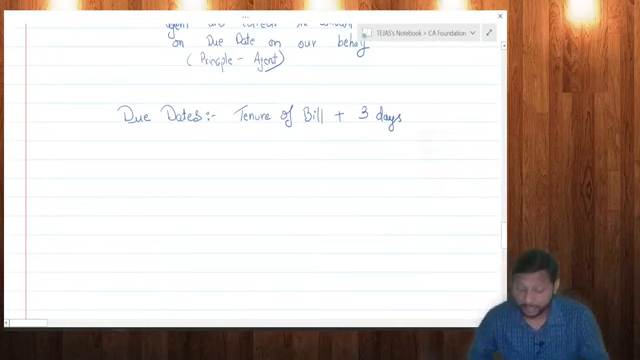 TEJAS's Notebook > CA Foundation
on Due Date on our behalf
(Principle - Agent)
Due Dates:- Tenure of Bill + 3 days